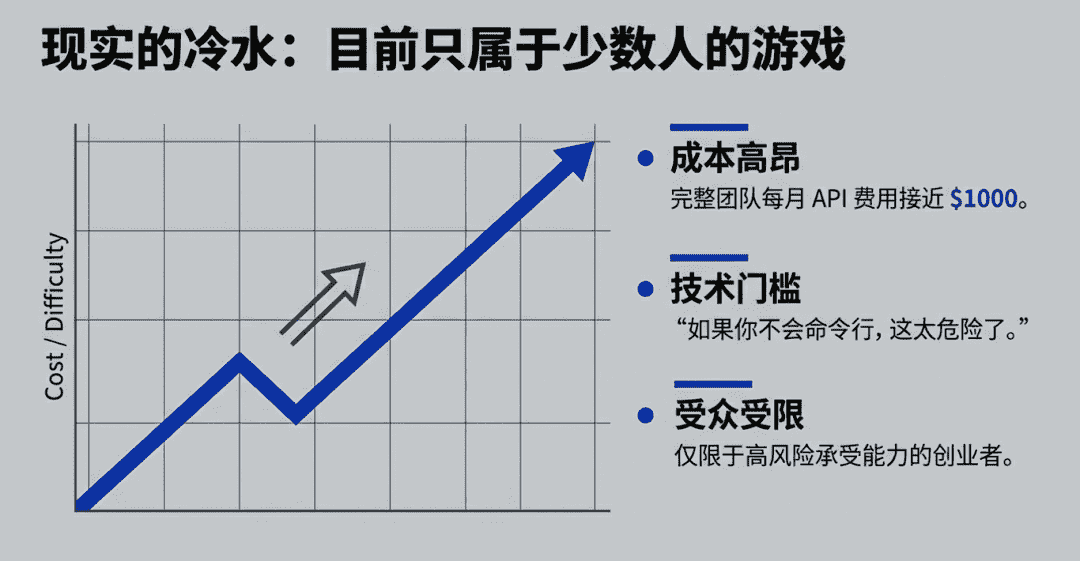 现实的冷水：目前只属于少数人的游戏
Cost / Difficulty
成本高昂
完整团队每月 API 费用接近 $1000。
技术门槛
“如果你不会命令行，这太危险了。”
受众受限
仅限于高风险承受能力的创业者。